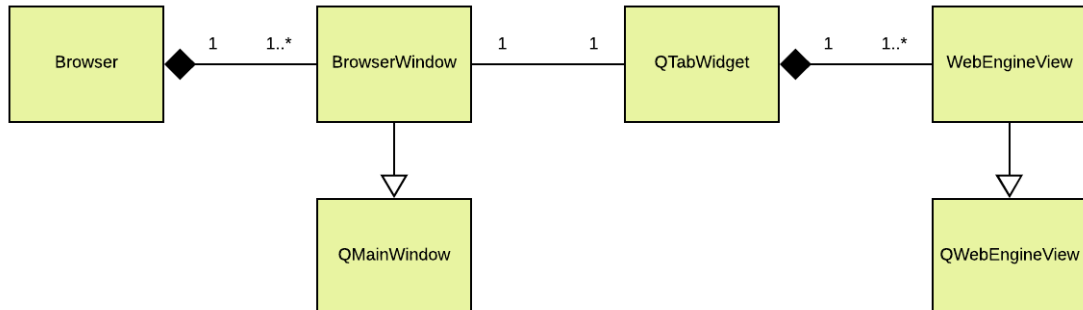 1 1..* 1 1 1 1..*
Browser BrowserWindow QTabWidget WebEngineView
QMainWindow QWebEngineView